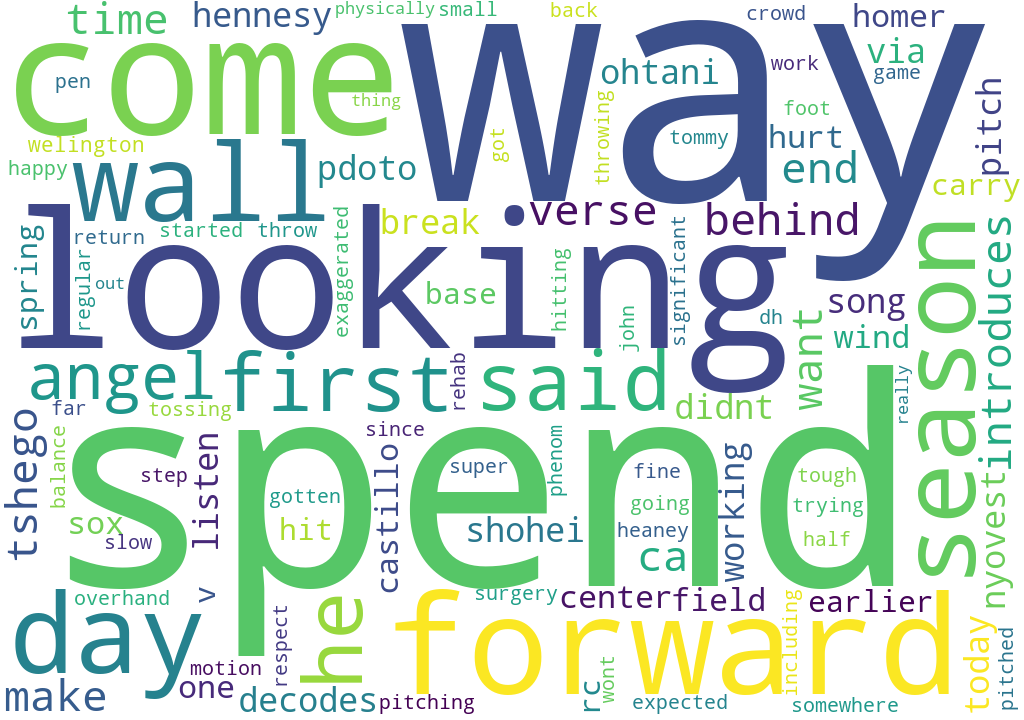 time
hennesy
physically
small
back
crowd
homer
come
way
pen
thing
ohtani
work
via
game
foot
pitch
welington
happy
wall
pdoto
got
throwing
tommy
hurt
end
carry
return
started
throw
break
verse
behind
spring
regular
out
looking
exaggerated
base
hitting
significant
john
dh
song
wind
want
season
introduces
angel
first
rehab
said
didnt
really
far
tossing
since
tshego
balance
step
listen
spend
gotten
super
phenom
fine
tough
going
trying
sox
slow
hit
castillo
shohei
heaney
half
ca
working
nyovest
overhand
v
he
surgery
centerfield
earlier
day
forward
including
today
pitched
motion
respect
make
one
decodes
pitching
rc
wont
expected
somewhere